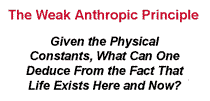 The Weak Anthropic Principle
Given the Physical
Constants, What Can One
Deduce From the Fact That
Life Exists Here and Now?